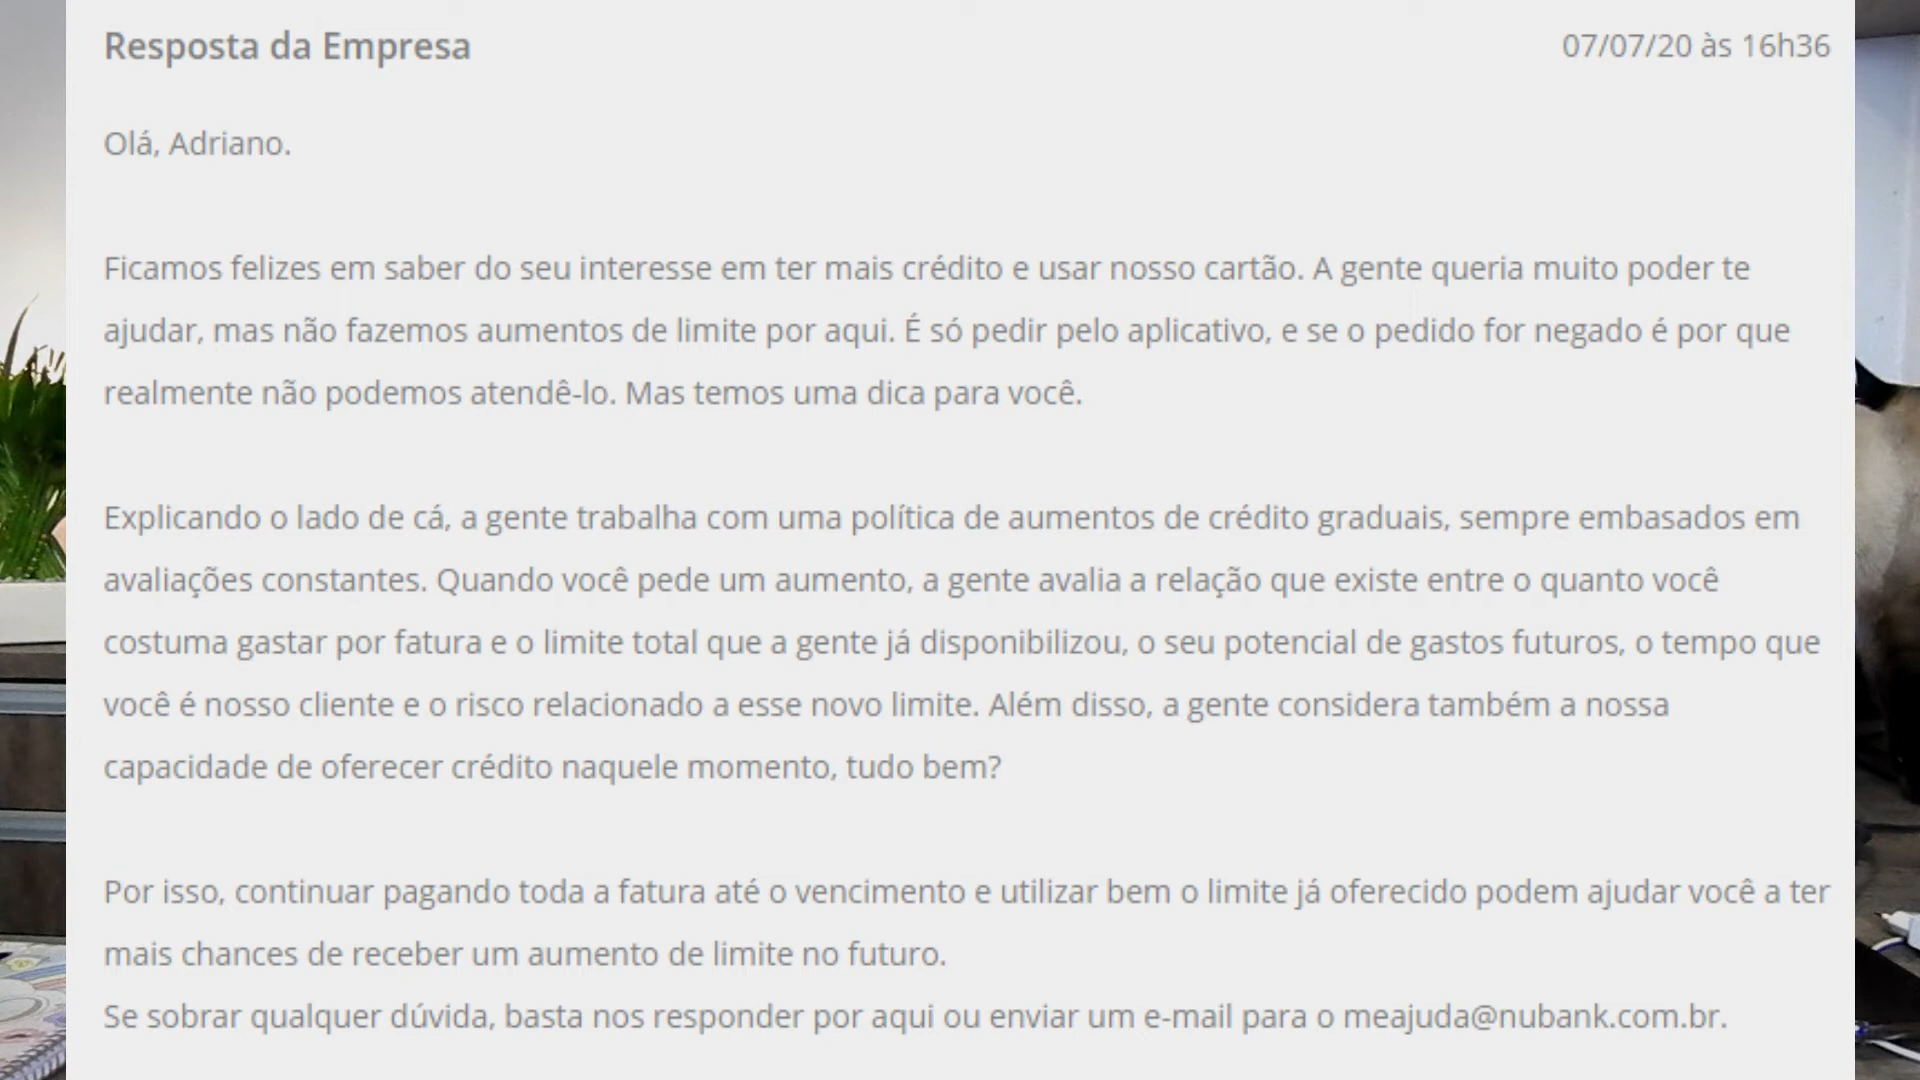 Resposta da Empresa 07/07/20 às 16h36
Olá, Adriano.
Ficamos felizes em saber do seu interesse em ter mais crédito e usar nosso cartão. A gente queria muito poder te
ajudar, mas não fazemos aumentos de limite por aqui. É só pedir pelo aplicativo, e se o pedido for negado é por que
realmente não podemos atendê-lo. Mas temos uma dica para você.
Explicando o lado de cá, a gente trabalha com uma política de aumentos de crédito graduais, sempre embasados em
avaliações constantes. Quando você pede um aumento, a gente avalia a relação que existe entre o quanto você
costuma gastar por fatura e o limite total que a gente já disponibilizou, o seu potencial de gastos futuros, o tempo que
você é nosso cliente e o risco relacionado a esse novo limite. Além disso, a gente considera também a nossa
capacidade de oferecer crédito naquele momento, tudo bem?
Por isso, continuar pagando toda a fatura até o vencimento e utilizar bem o limite já oferecido podem ajudar você a ter
mais chances de receber um aumento de limite no futuro.
Se sobrar qualquer dúvida, basta nos responder por aqui ou enviar um e-mail para o meajuda@nubank.com.br.